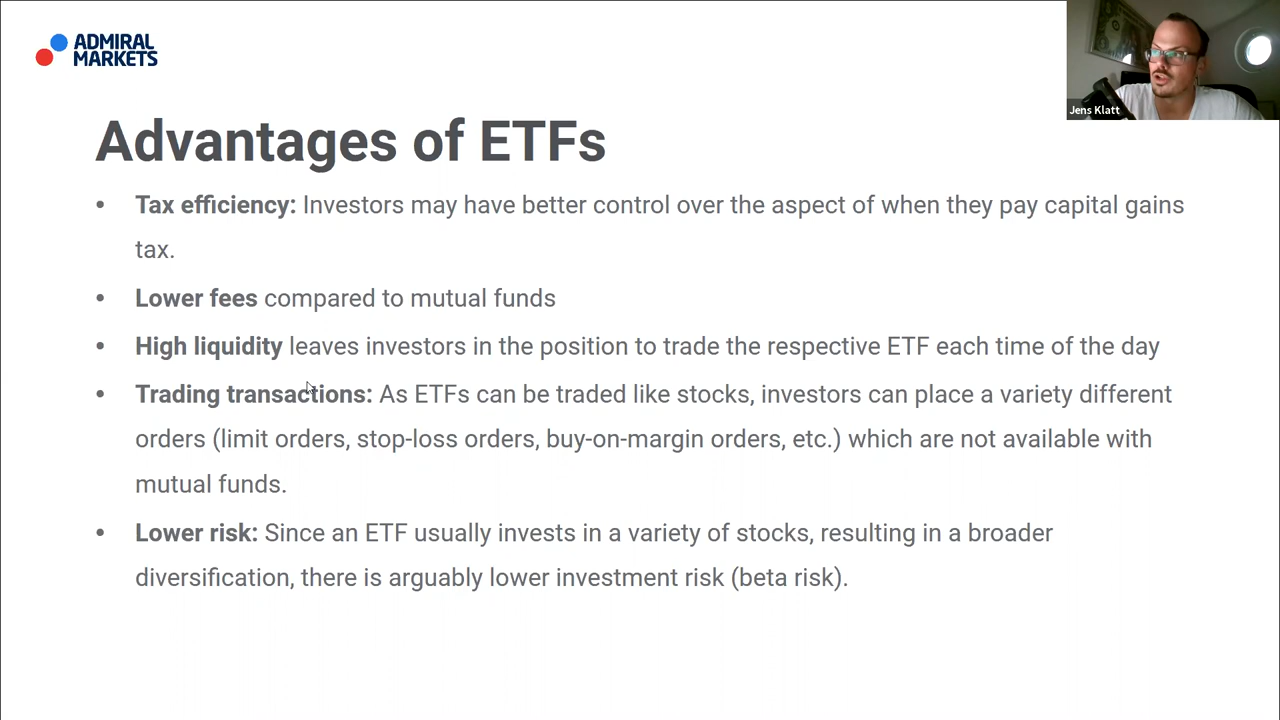 ADMIRAL
MARKETS
Jens Klatt
Advantages of ETFs
• Tax efficiency: Investors may have better control over the aspect of when they pay capital gains
tax.
• Lower fees compared to mutual funds
• High liquidity leaves investors in the position to trade the respective ETF each time of the day
• Trading transactions: As ETFs can be traded like stocks, investors can place a variety different
orders (limit orders, stop-loss orders, buy-on-margin orders, etc.) which are not available with
mutual funds.
• Lower risk: Since an ETF usually invests in a variety of stocks, resulting in a broader
diversification, there is arguably lower investment risk (beta risk).